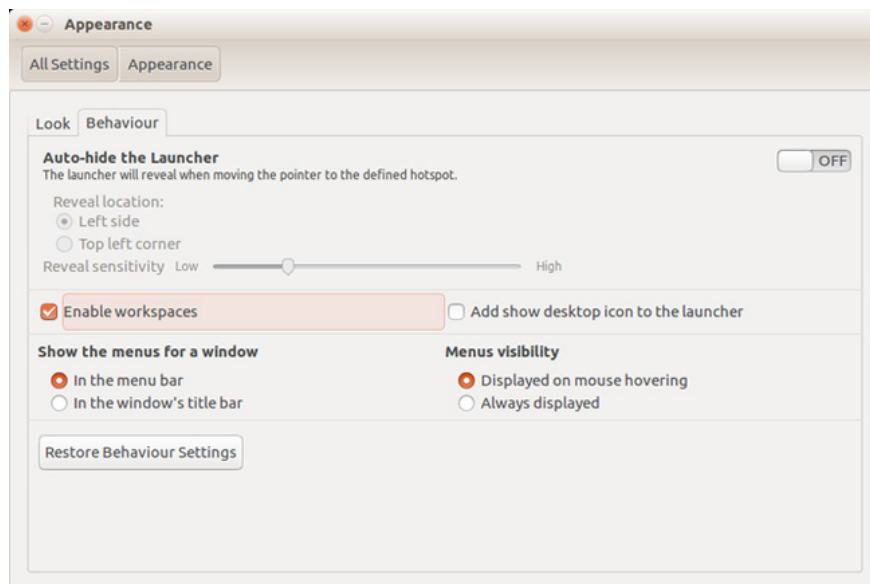 Appearance
All Settings Appearance
Look Behaviour
Auto-hide the Launcher
OFF
The launcher will reveal when moving the pointer to the defined hotspot.
Reveal location:
Left side
Top left corner
Reveal sensitivity Low High
Enable workspaces Add show desktop icon to the launcher
Show the menus for a window
In the menu bar
In the window's title bar
Menus visibility
Displayed on mouse hovering
Always displayed
Restore Behaviour Settings